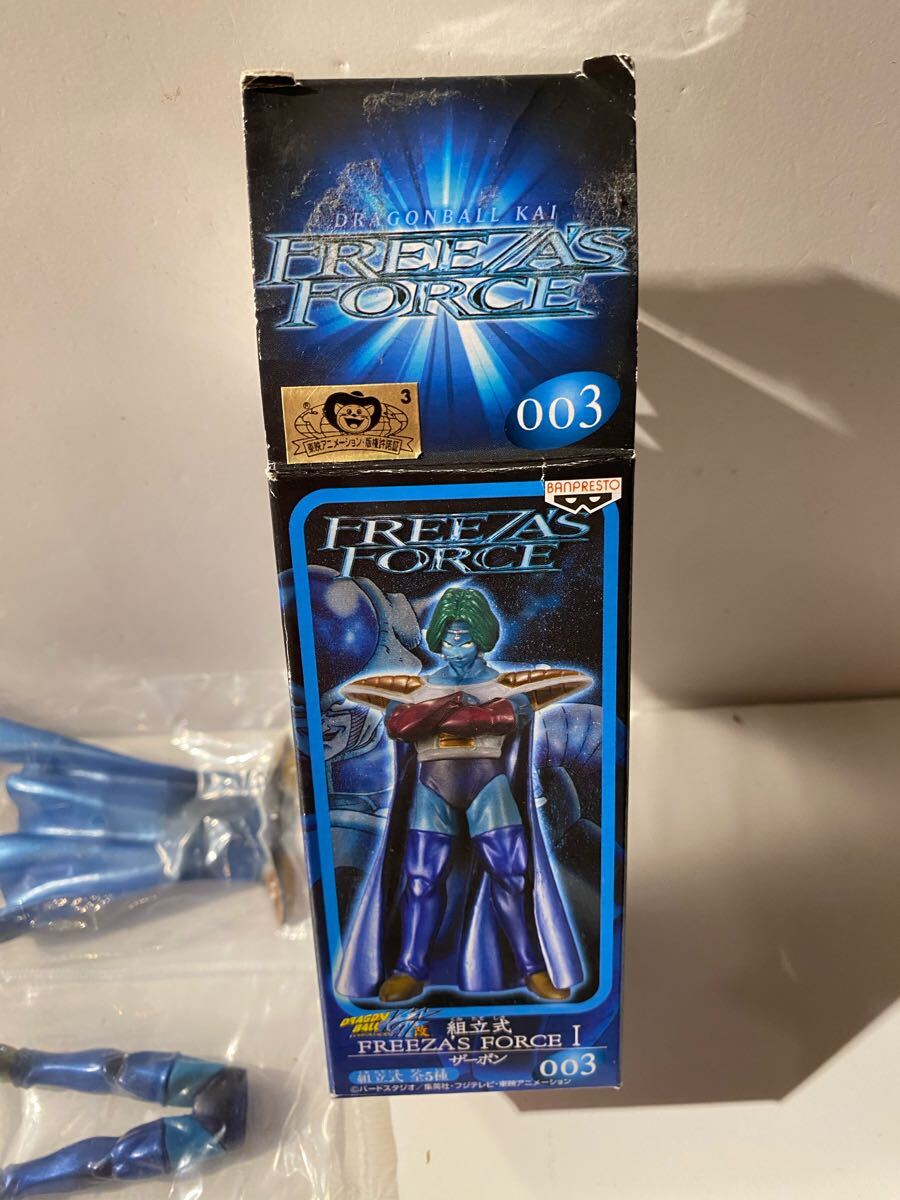 DRAGONBALL KAI
FREEZA'S
FORCE
3
®
東映アニメーション・版権許諾証
003
BANPRESTO
FREEZA'S
FORCE
DRAGON
BALL 改 組立式
FREEZA'S FORCE I
ザーボン
組立式 全5種
003
©バードスタジオ/集英社・フジテレビ・東映アニメーション